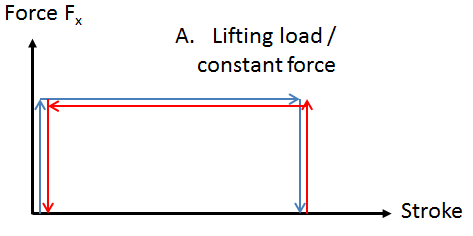 Force Fx
A. Lifting load /
constant force
Stroke